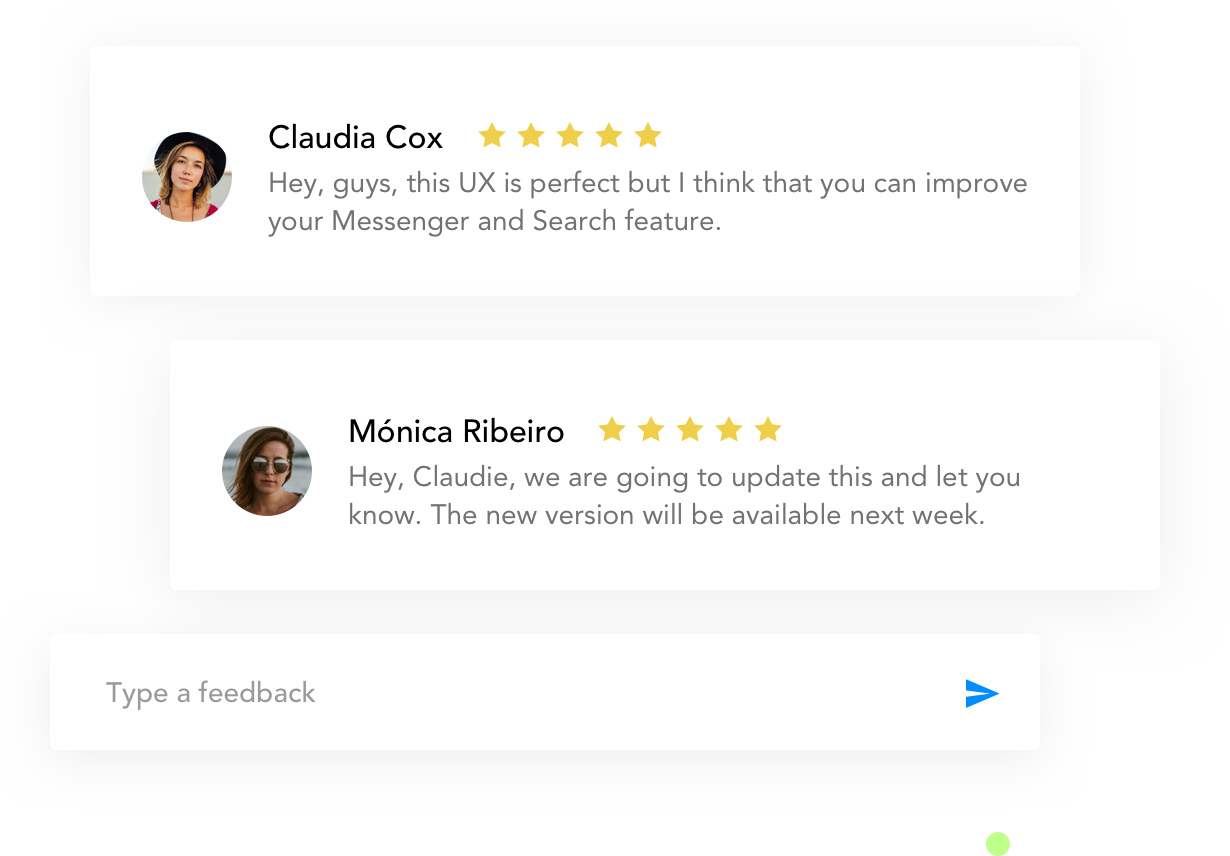 Claudia Cox
Hey, guys, this UX is perfect but I think that you can improve
your Messenger and Search feature.
Mónica Ribeiro
Hey, Claudie, we are going to update this and let you
know. The new version will be available next week.
Type a feedback